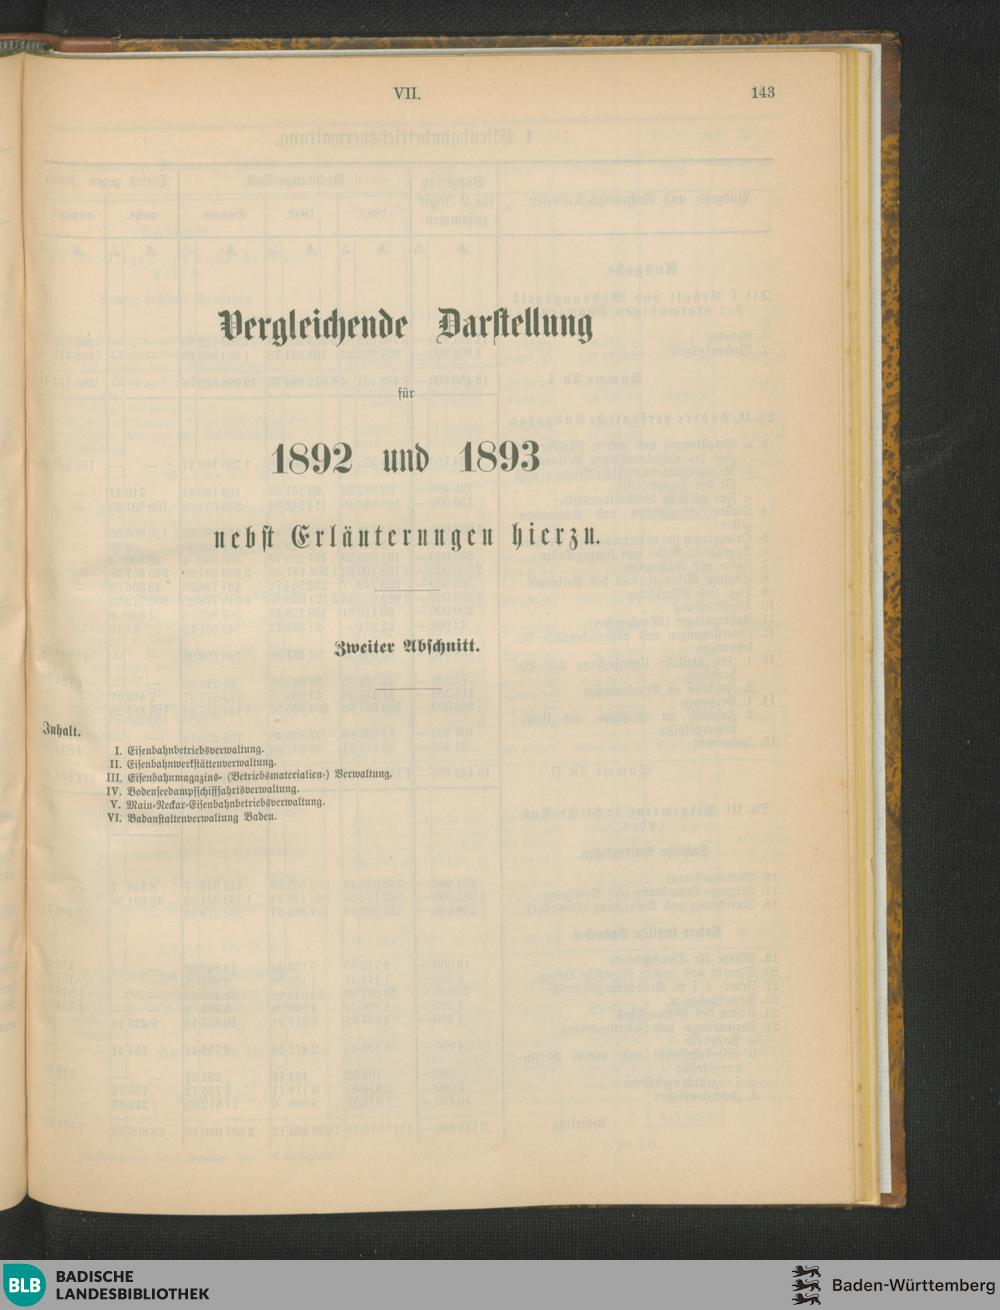 VII.
143
Vergleichende Darstellung
für
1892 und 1893
nebst Erläuterungen hierzu.
Zweiter Abschnitt.
Inhalt.
I. Eisenbahnbetriebsverwaltung.
II. Eisenbahnwerkstättenverwaltung.
III. Eisenbahnmagazins- (Betriebsmaterialien-) Verwaltung.
IV. Bodenseedampfschifffahrtsverwaltung.
V. Main-Neckar-Eisenbahnbetriebsverwaltung.
VI. Badanstaltenverwaltung Baden.
BLB
BADISCHE
LANDESBIBLIOTHEK
Baden-Württemberg